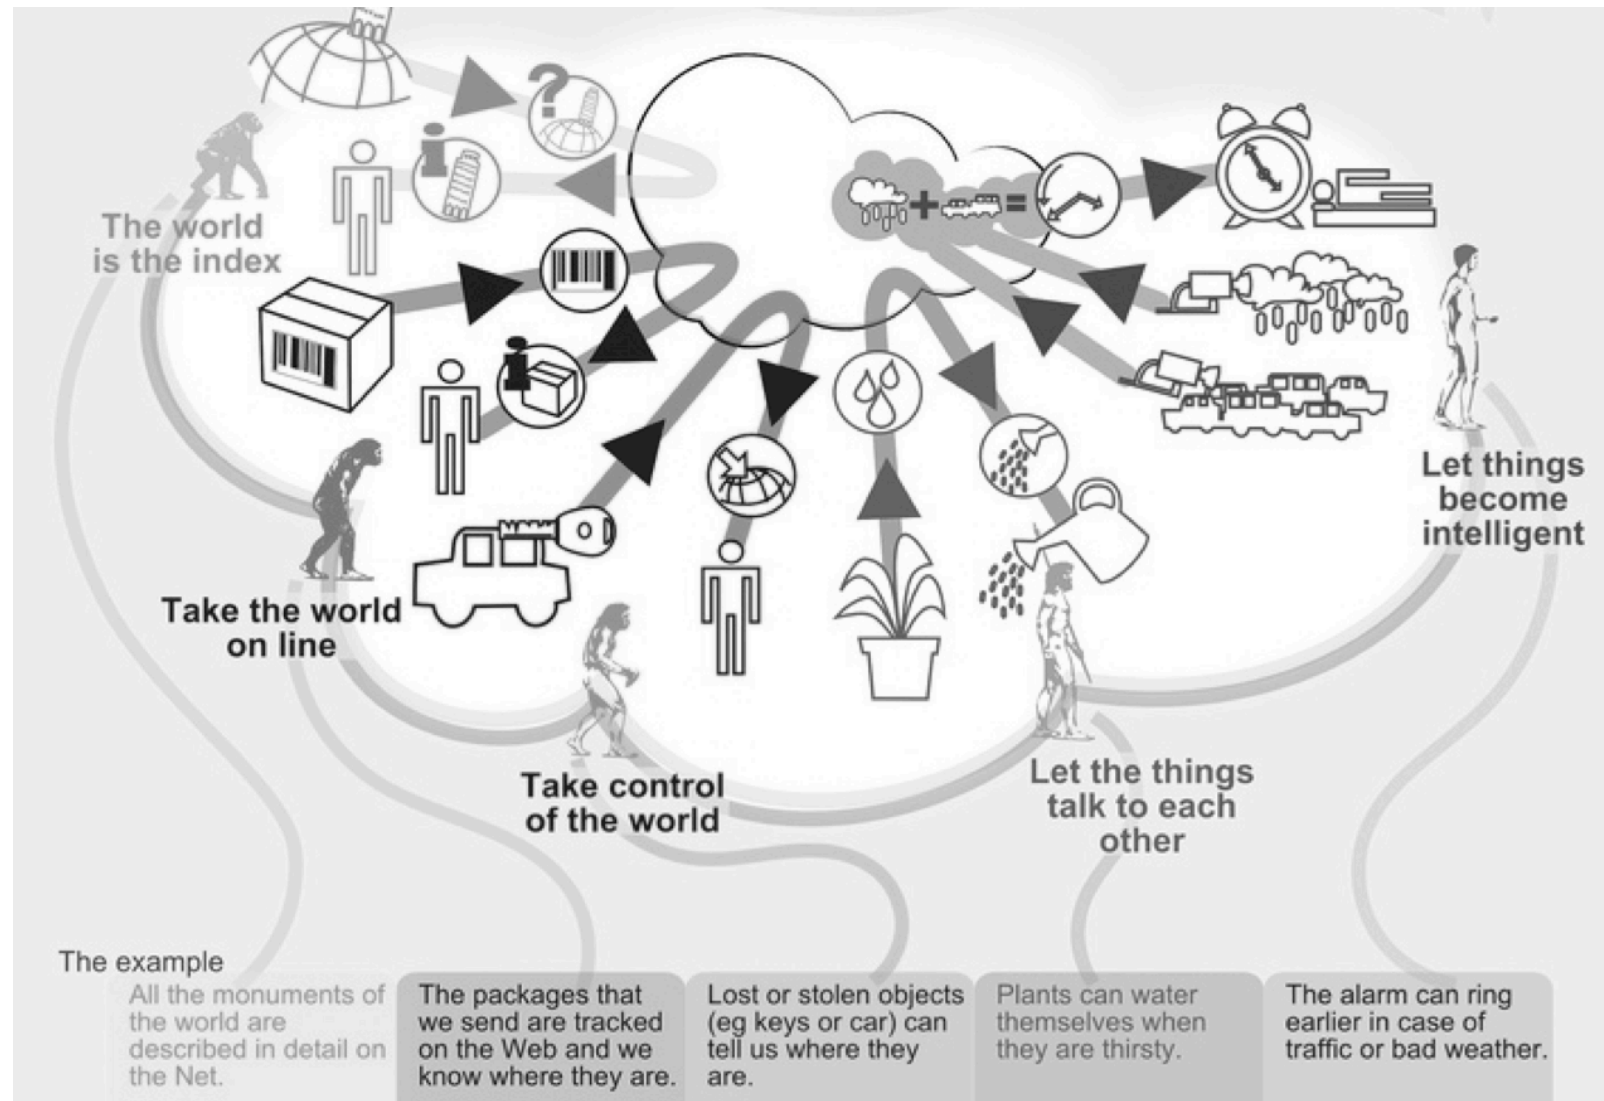 The world
is the index
Take the world
on line
Take control
of the world
Let the things
talk to each
other
Let things
become
intelligent
The example
All the monuments of
the world are
described in detail on
the Net.
The packages that
we send are tracked
on the Web and we
know where they are.
Lost or stolen objects
(eg keys or car) can
tell us where they
are.
Plants can water
themselves when
they are thirsty.
The alarm can ring
earlier in case of
traffic or bad weather.